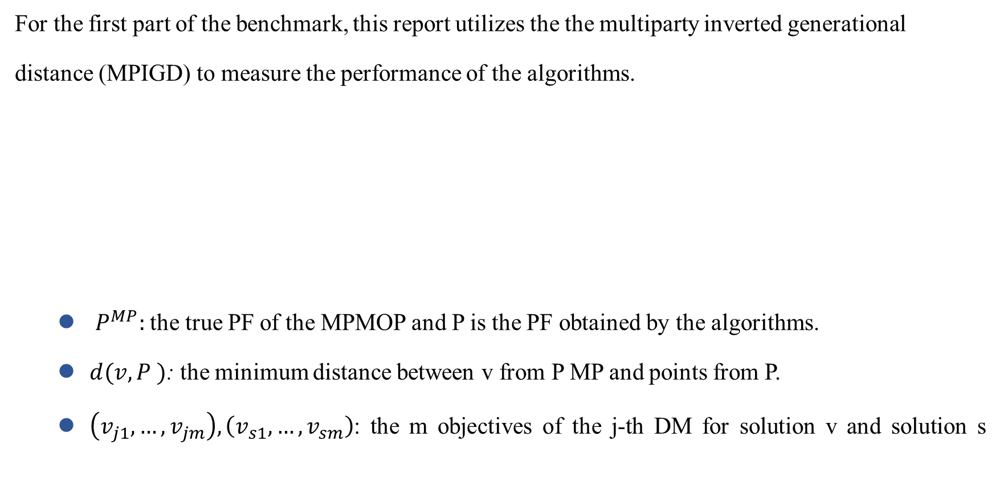 For the first part of the benchmark, this report utilizes the the multiparty inverted generational
distance (MPIGD) to measure the performance of the algorithms.
● P^{MP}: the true PF of the MPMOP and P is the PF obtained by the algorithms.
● d(v, P ): the minimum distance between v from P MP and points from P.
● (v_{j1}, ..., v_{jm}), (v_{s1}, ..., v_{sm}): the m objectives of the j-th DM for solution v and solution s